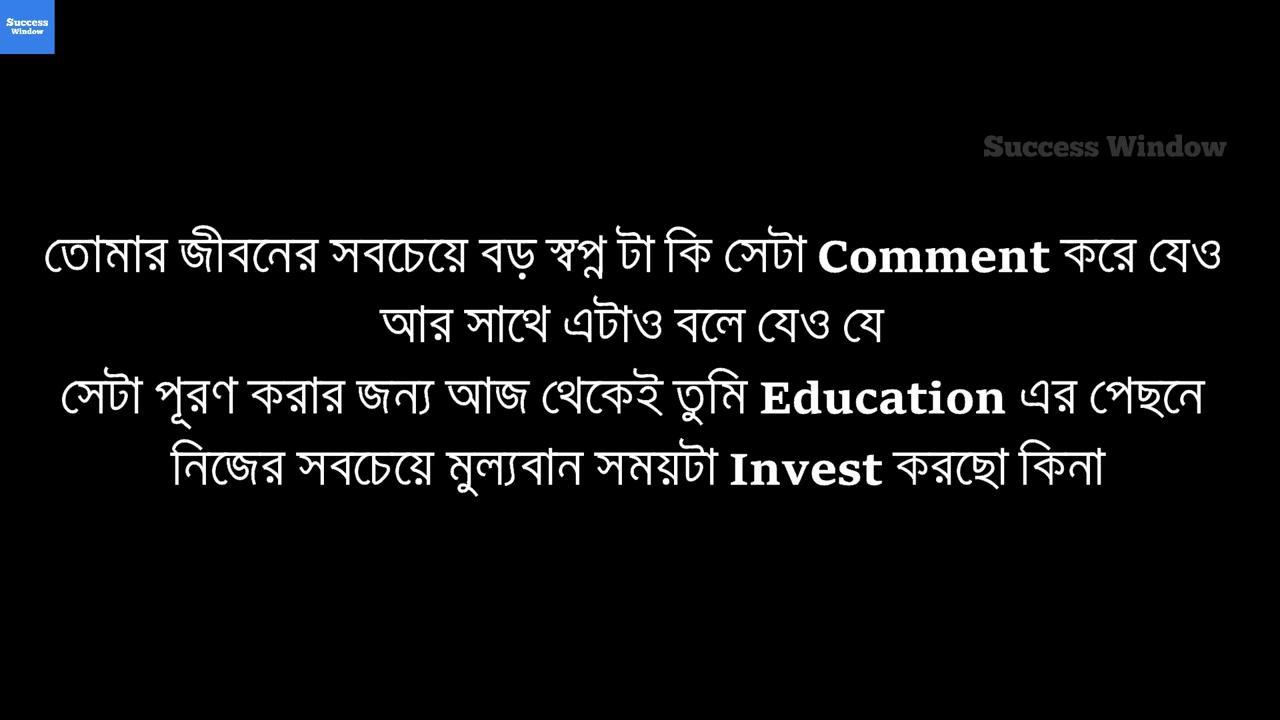 Success
Window
Success Window
তোমার জীবনের সবচেয়ে বড় স্বপ্ন টা কি সেটা Comment করে যেও
আর সাথে এটাও বলে যেও যে
সেটা পূরণ করার জন্য আজ থেকেই তুমি Education এর পেছনে
নিজের সবচেয়ে মুল্যবান সময়টা Invest করছো কিনা